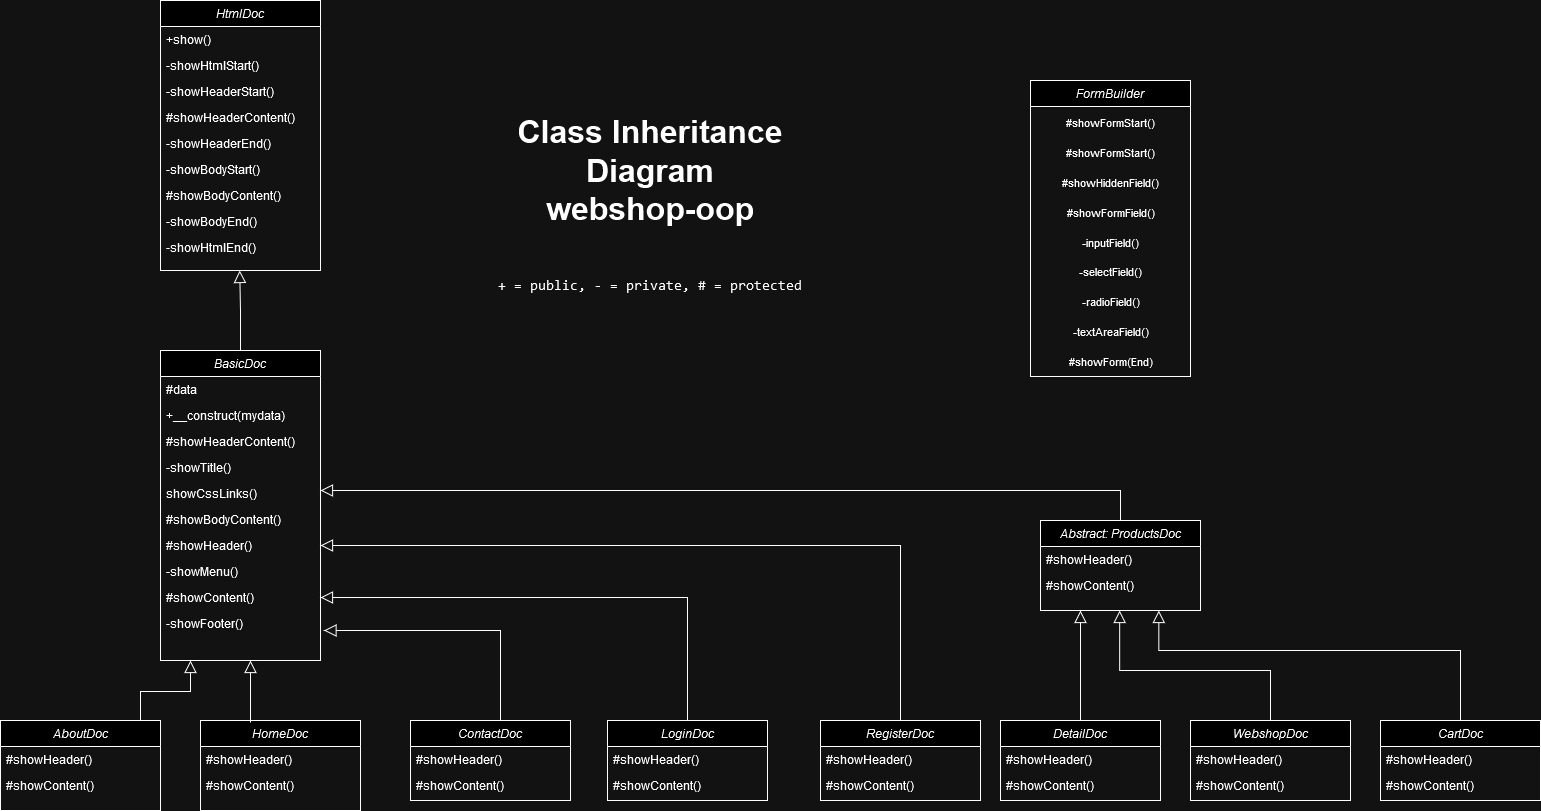 HtmlDoc
+show()
-showHtmlStart()
-showHeaderStart()
#showHeaderContent()
-showHeaderEnd()
-showBodyStart()
#showBodyContent()
-showBodyEnd()
-showHtmlEnd()
Class Inheritance
Diagram
webshop-oop
+ = public, - = private, # = protected
FormBuilder
#showFormStart()
#showFormStart()
#showHiddenField()
#showFormField()
-inputField()
-selectField()
-radioField()
-textAreaField()
#showForm(End)
BasicDoc
#data
+__construct(mydata)
#showHeaderContent()
-showTitle()
showCssLinks()
#showBodyContent()
#showHeader()
-showMenu()
#showContent()
-showFooter()
Abstract: ProductsDoc
#showHeader()
#showContent()
AboutDoc
#showHeader()
#showContent()
HomeDoc
#showHeader()
#showContent()
ContactDoc
#showHeader()
#showContent()
LoginDoc
#showHeader()
#showContent()
RegisterDoc
#showHeader()
#showContent()
DetailDoc
#showHeader()
#showContent()
WebshopDoc
#showHeader()
#showContent()
CartDoc
#showHeader()
#showContent()